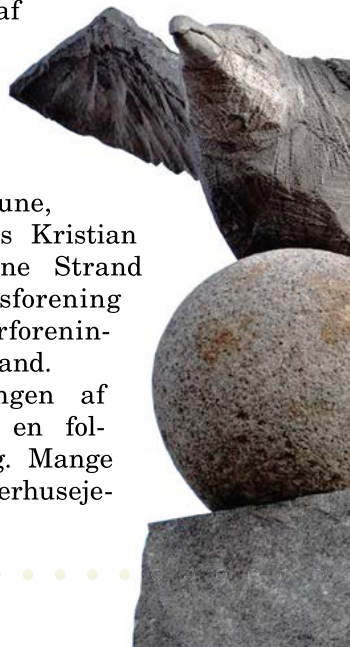 af
une,
s Kristian
ne Strand
sforening
rforenin-
and.
ngen af
en fol-
g. Mange
erhuseje-